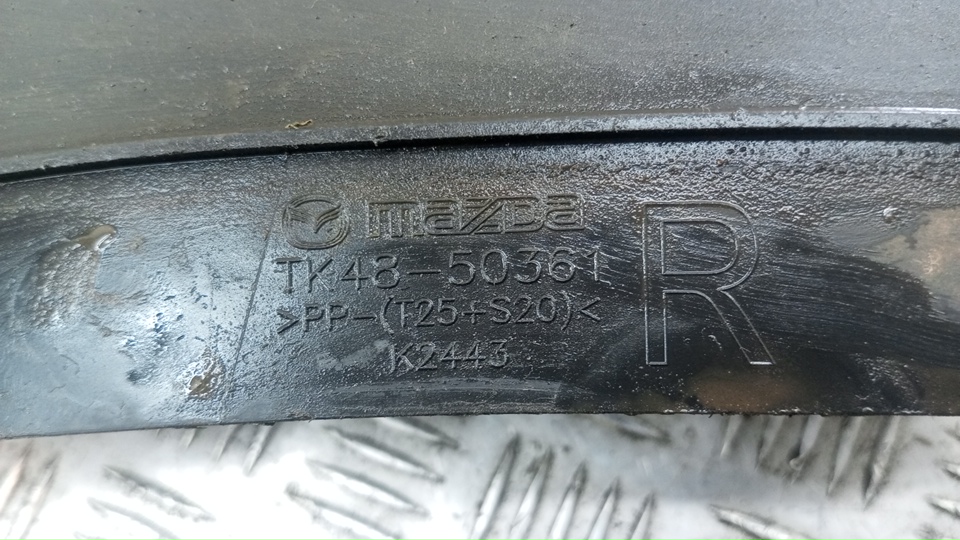 mazda
TK48-50361
>PP-(T25+S20)<
K2443
R